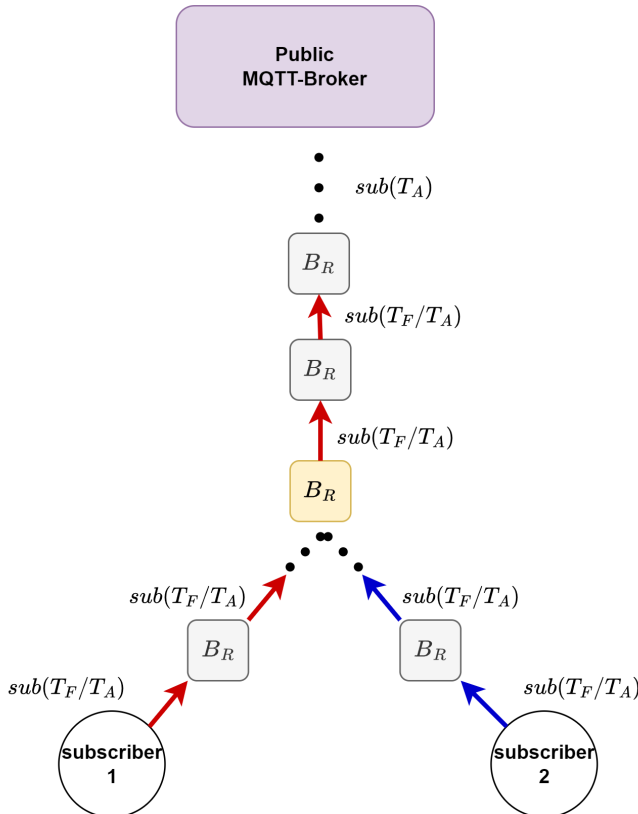 Public
MQTT-Broker
sub(T_A)
B_R
sub(T_F/T_A)
B_R
sub(T_F/T_A)
B_R
sub(T_F/T_A)
sub(T_F/T_A)
B_R
B_R
sub(T_F/T_A)
sub(T_F/T_A)
subscriber
1
subscriber
2